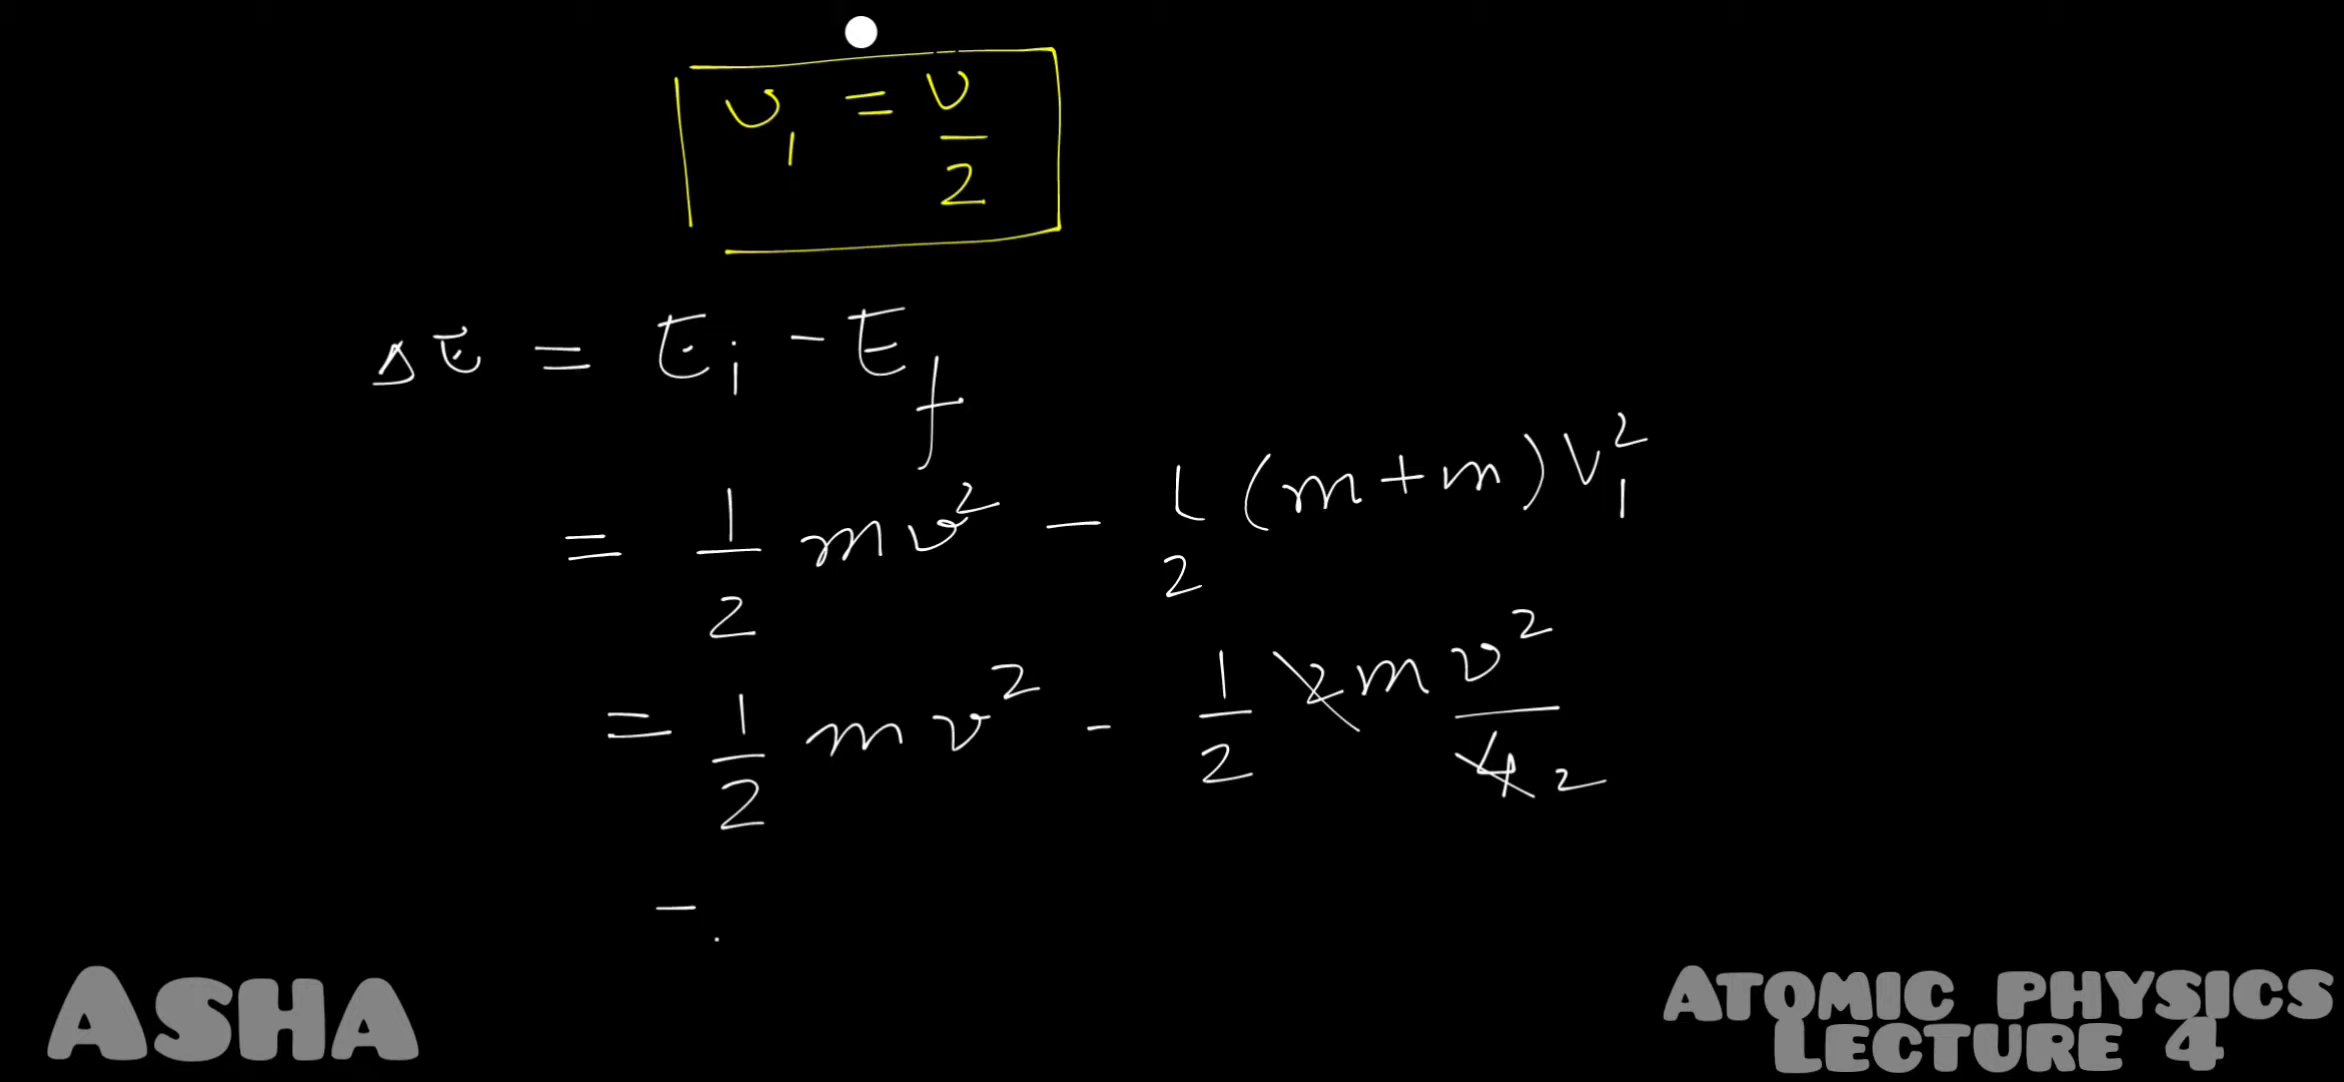 υ₁ = υ/2
ΔE = Eᵢ - E_f
= 1/2 mv² - 1/2 (m+m) V₁²
= 1/2 mv² - 1/2 2m v²/4 2
ASHA
ATOMIC PHYSICS
LECTURE 4